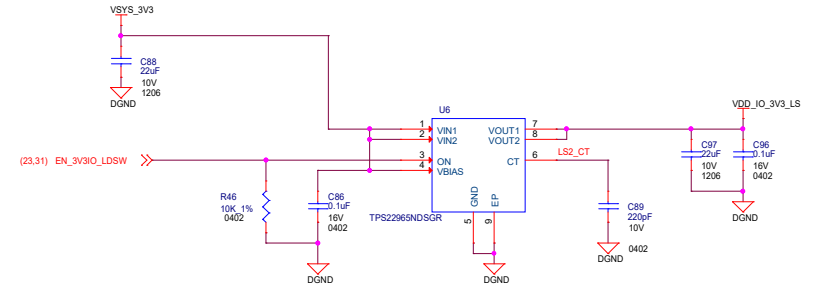 VSYS_3V3
C88
22uF
10V
1206
DGND
U6
VDD_IO_3V3_LS
1
VIN1
VOUT1
7
2
VIN2
VOUT2
8
(23,31) EN_3V3IO_LDSW
3
ON
CT
6
LS2_CT
4
VBIAS
C97
22uF
10V
1206
C96
0.1uF
16V
0402
R46
10K_1%
0402
C86
0.1uF
16V
0402
GND
EP
TPS22965NDSGR
5
9
C89
220pF
10V
0402
DGND
DGND
DGND
DGND